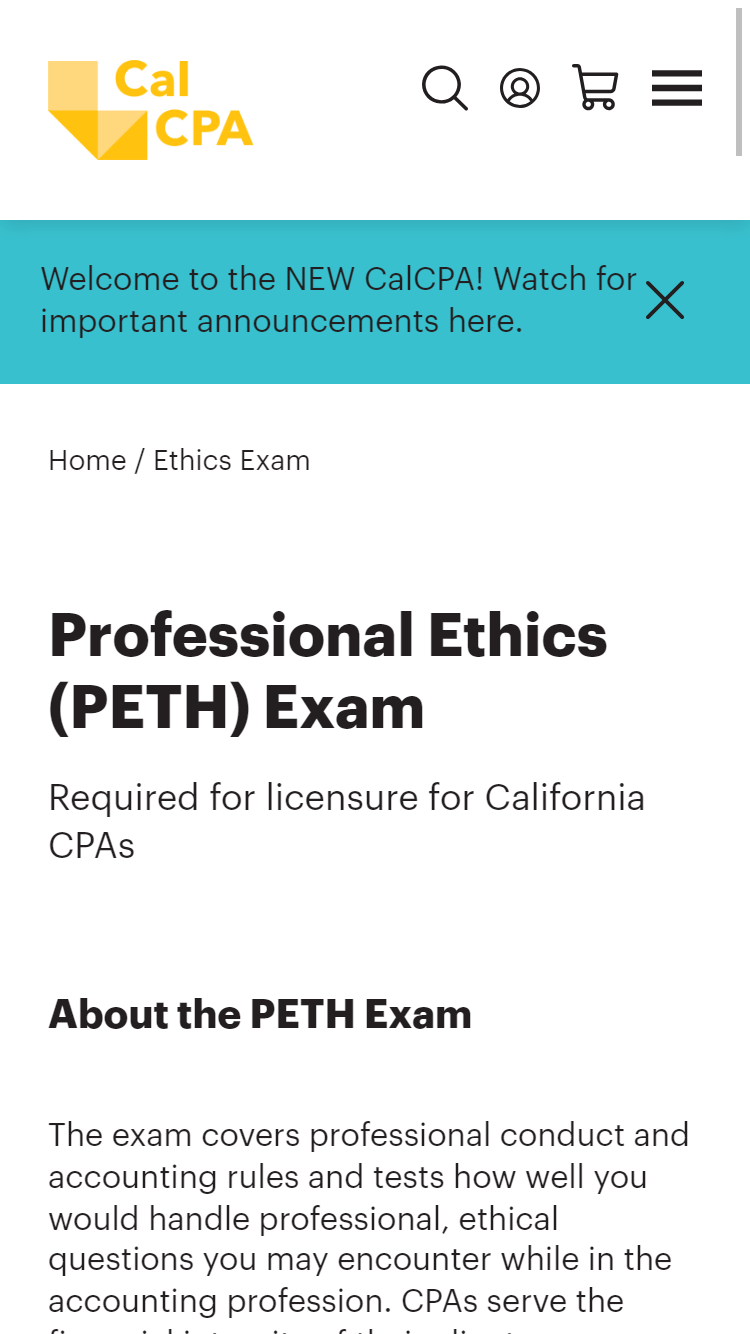 Cal
CPA
Welcome to the NEW CalCPA! Watch for
important announcements here.
Home / Ethics Exam
Professional Ethics
(PETH) Exam
Required for licensure for California
CPAs
About the PETH Exam
The exam covers professional conduct and
accounting rules and tests how well you
would handle professional, ethical
questions you may encounter while in the
accounting profession. CPAs serve the